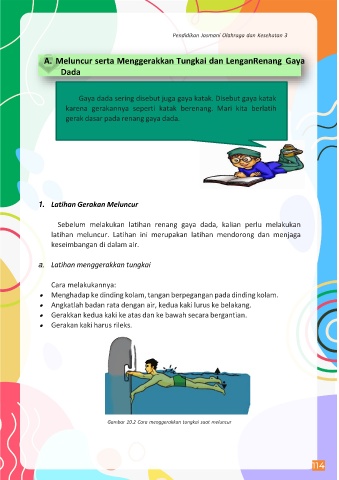 Pendidikan Jasmani Olahraga dan Kesehatan 3
A. Meluncur serta Menggerakkan Tungkai dan LenganRenang Gaya
Dada
Gaya dada sering disebut juga gaya katak. Disebut gaya katak
karena gerakannya seporti katak berenang. Mari kita berlatih
gerak dasar pada renang gaya dada.
1. Latihan Gerakan Meluncur
Sebelum melakukan latihan renang gaya dada, kalian perlu melakukan
latihan meluncur. Latihan ini merupakan latihan mendorong dan menjaga
keseimbangan di dalam air.
a. Latihan menggerakkan tungkai
Cara melakukannya:
• Menghadap ke dinding kolam, tangan berpegangan pada dinding kolam.
• Angkatlah badan rata dengan air, kedua kaki lurus ke belakang.
• Gerakkan kedua kaki ke atas dan ke bawah secara bergantian.
• Gerakan kaki harus rileks.
Gambar 10.2 Cara menggerakkan tungkai saat meluncur
114